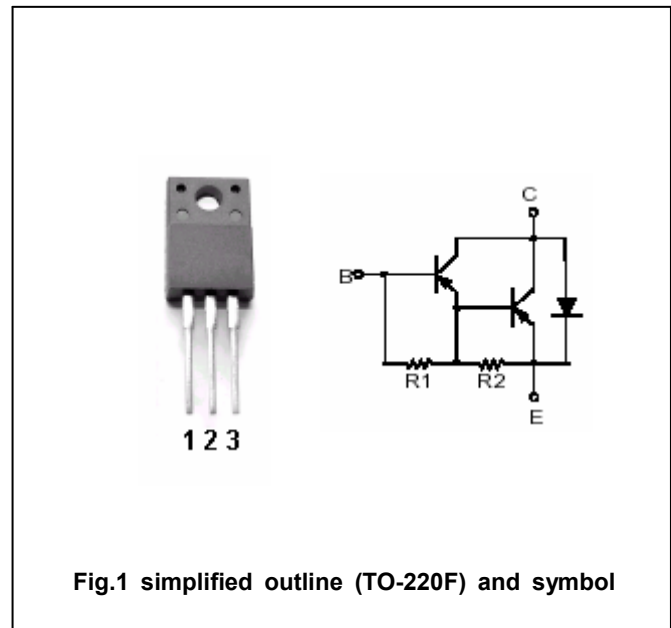 C
B
R1 R2
E
1 2 3
Fig.1 simplified outline (TO-220F) and symbol